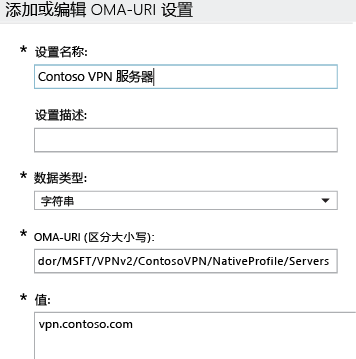 添加或编辑 OMA-URI 设置
* 设置名称:
Contoso VPN 服务器
设置描述:
* 数据类型:
字符串
* OMA-URI (区分大小写):
dor/MSFT/VPNv2/ContosoVPN/NativeProfile/Servers
* 值:
vpn.contoso.com